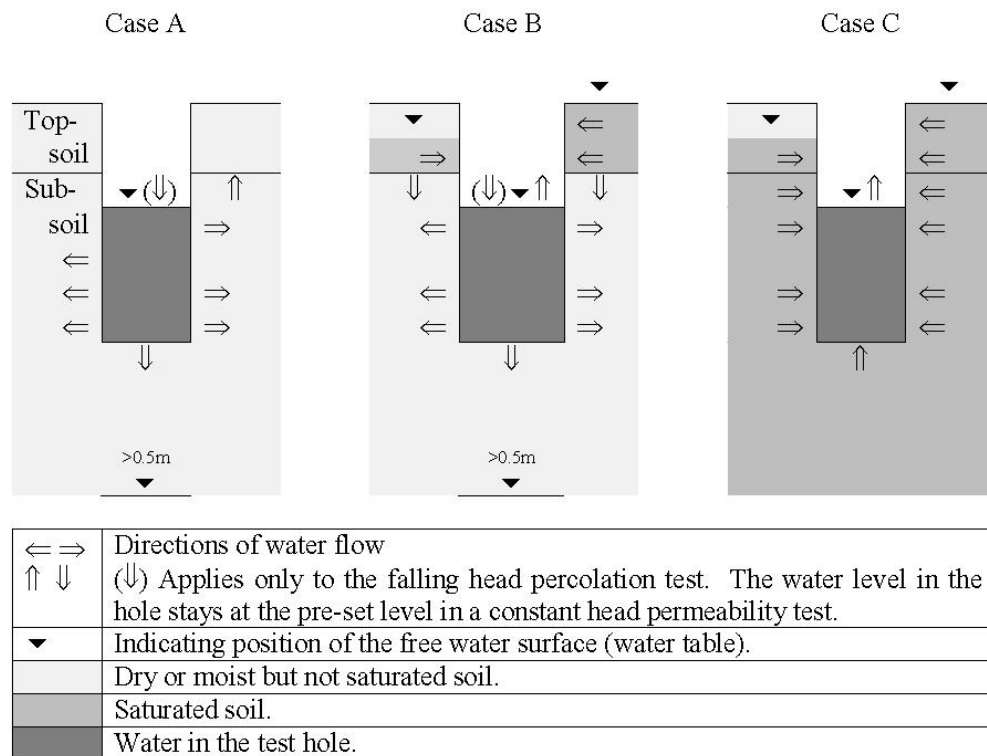 Case A
Case B
Case C
Top-
soil
Sub-
soil
(⇓)
(⇓)
>0.5m
>0.5m
⇐ ⇒ Directions of water flow
⇑ ⇓ (⇓) Applies only to the falling head percolation test. The water level in the
hole stays at the pre-set level in a constant head permeability test.
Indicating position of the free water surface (water table).
Dry or moist but not saturated soil.
Saturated soil.
Water in the test hole.